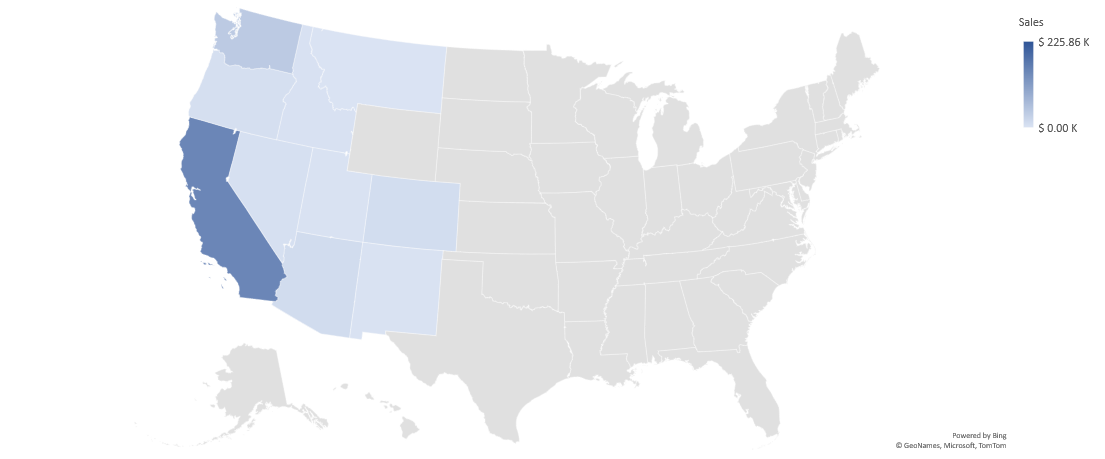 Sales
$ 225.86 K
$ 0.00 K
Powered by Bing
© GeoNames, Microsoft, TomTom